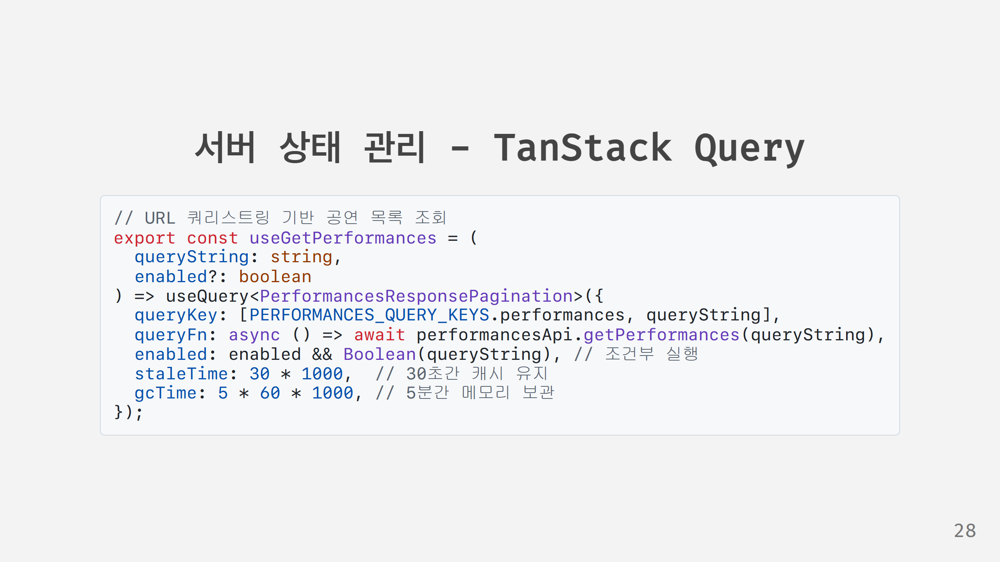 서버 상태 관리 - TanStack Query
// URL 쿼리스트링 기반 공연 목록 조회
export const useGetPerformances = (
  queryString: string,
  enabled?: boolean
) => useQuery<PerformancesResponsePagination>({
  queryKey: [PERFORMANCES_QUERY_KEYS.performances, queryString],
  queryFn: async () => await performancesApi.getPerformances(queryString),
  enabled: enabled && Boolean(queryString), // 조건부 실행
  staleTime: 30 * 1000,  // 30초간 캐시 유지
  gcTime: 5 * 60 * 1000, // 5분간 메모리 보관
});
28